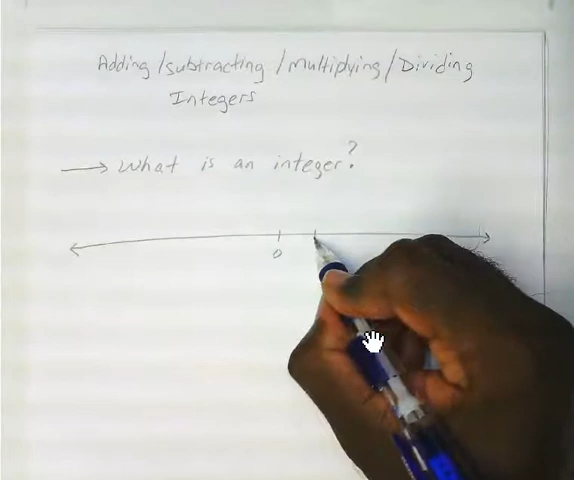 Adding/subtracting/multiplying/Dividing
Integers
→ What is an integer?
0